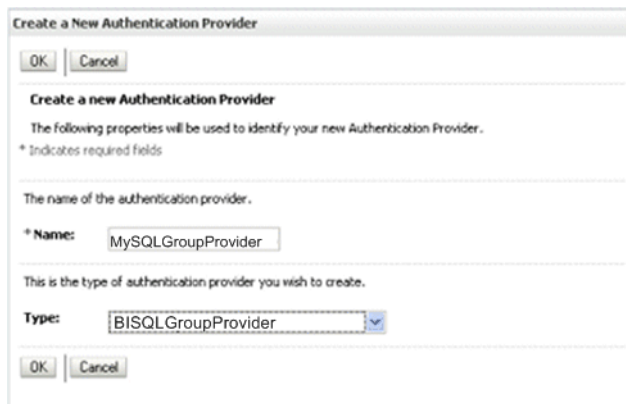 Create a New Authentication Provider
OK Cancel
Create a new Authentication Provider
The following properties will be used to identify your new Authentication Provider.
* Indicates required fields
The name of the authentication provider.
* Name: MySQLGroupProvider
This is the type of authentication provider you wish to create.
Type: BISQLGroupProvider
OK Cancel